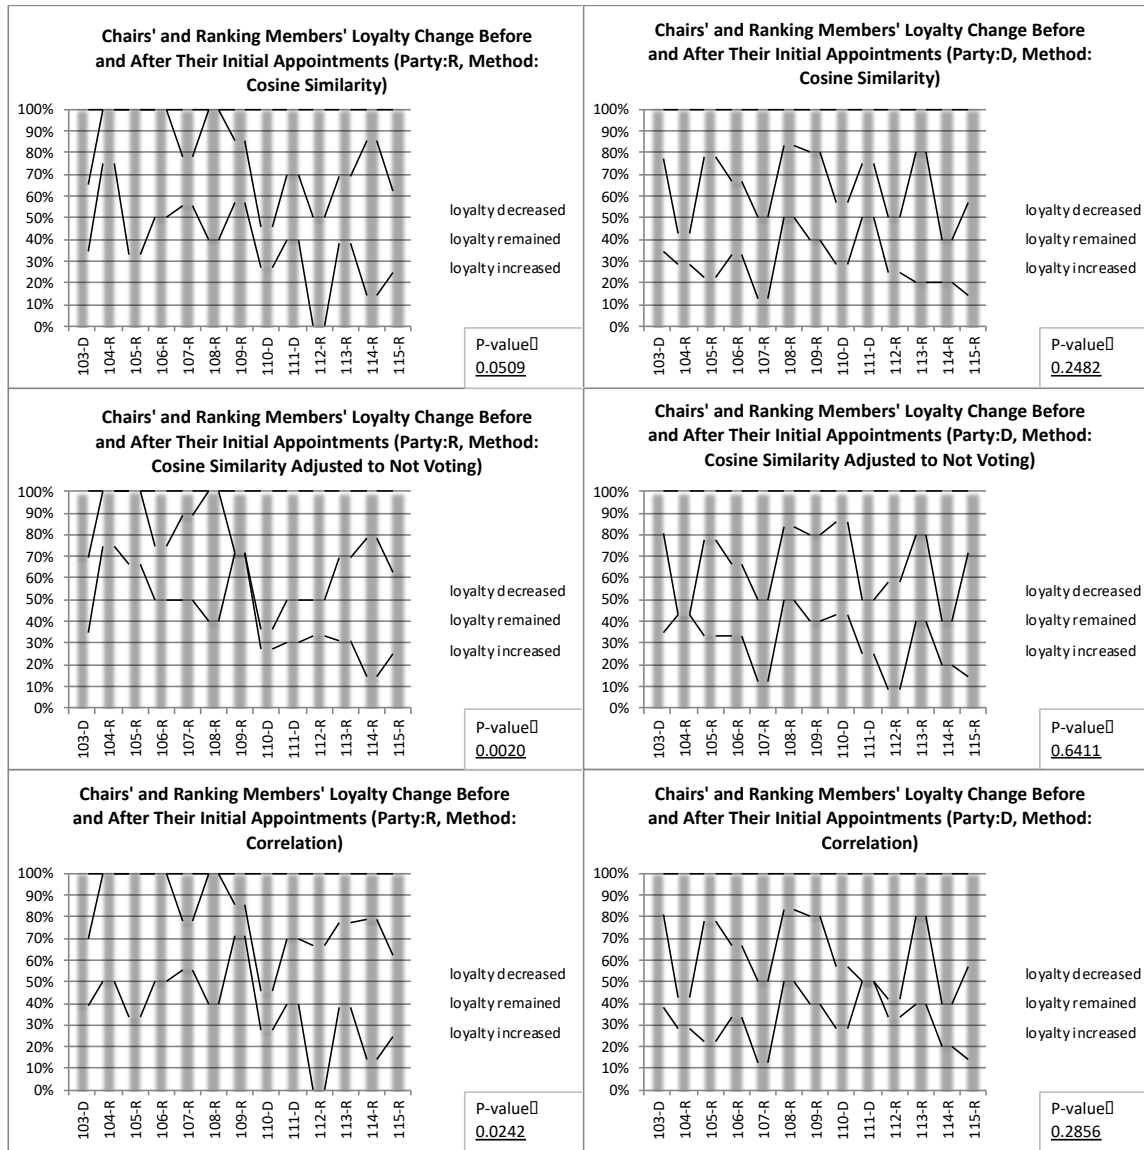 Chairs' and Ranking Members' Loyalty Change Before
and After Their Initial Appointments (Party:R, Method:
Cosine Similarity)
100%
90%
80%
70%
60%
50%
40%
30%
20%
10%
0%
103-D
104-R
105-R
106-R
107-R
108-R
109-R
110-D
111-D
112-R
113-R
114-R
115-R
loyalty decreased
loyalty remained
loyalty increased
P-value
0.0509
Chairs' and Ranking Members' Loyalty Change Before
and After Their Initial Appointments (Party:D, Method:
Cosine Similarity)
100%
90%
80%
70%
60%
50%
40%
30%
20%
10%
0%
103-D
104-R
105-R
106-R
107-R
108-R
109-R
110-D
111-D
112-R
113-R
114-R
115-R
loyalty decreased
loyalty remained
loyalty increased
P-value
0.2482
Chairs' and Ranking Members' Loyalty Change Before
and After Their Initial Appointments (Party:R, Method:
Cosine Similarity Adjusted to Not Voting)
100%
90%
80%
70%
60%
50%
40%
30%
20%
10%
0%
103-D
104-R
105-R
106-R
107-R
108-R
109-R
110-D
111-D
112-R
113-R
114-R
115-R
loyalty decreased
loyalty remained
loyalty increased
P-value
0.0020
Chairs' and Ranking Members' Loyalty Change Before
and After Their Initial Appointments (Party:D, Method:
Cosine Similarity Adjusted to Not Voting)
100%
90%
80%
70%
60%
50%
40%
30%
20%
10%
0%
103-D
104-R
105-R
106-R
107-R
108-R
109-R
110-D
111-D
112-R
113-R
114-R
115-R
loyalty decreased
loyalty remained
loyalty increased
P-value
0.6411
Chairs' and Ranking Members' Loyalty Change Before
and After Their Initial Appointments (Party:R, Method:
Correlation)
100%
90%
80%
70%
60%
50%
40%
30%
20%
10%
0%
103-D
104-R
105-R
106-R
107-R
108-R
109-R
110-D
111-D
112-R
113-R
114-R
115-R
loyalty decreased
loyalty remained
loyalty increased
P-value
0.0242
Chairs' and Ranking Members' Loyalty Change Before
and After Their Initial Appointments (Party:D, Method:
Correlation)
100%
90%
80%
70%
60%
50%
40%
30%
20%
10%
0%
103-D
104-R
105-R
106-R
107-R
108-R
109-R
110-D
111-D
112-R
113-R
114-R
115-R
loyalty decreased
loyalty remained
loyalty increased
P-value
0.2856